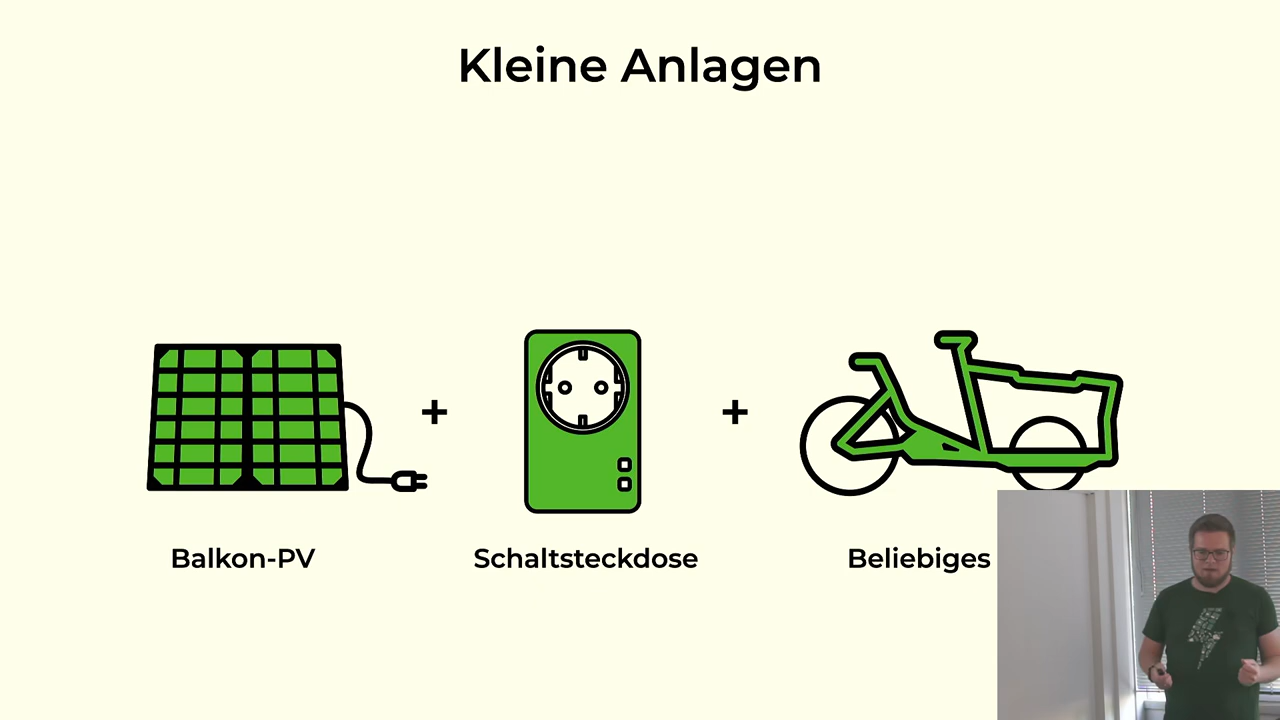 Kleine Anlagen
+
+
Balkon-PV
Schaltsteckdose
Beliebiges